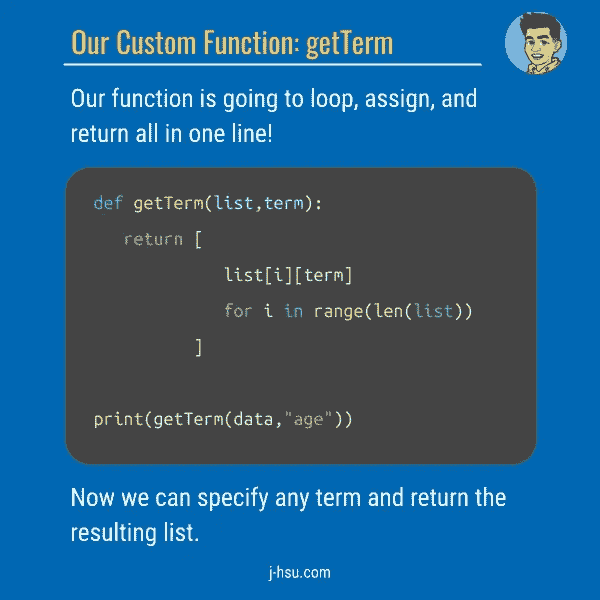 Our Custom Function: getTerm
Our function is going to loop, assign, and
return all in one line!
def getTerm(list,term):
return [
list[i][term]
for i in range(len(list))
]
print(getTerm(data,"age"))
Now we can specify any term and return the
resulting list.
j-hsu.com